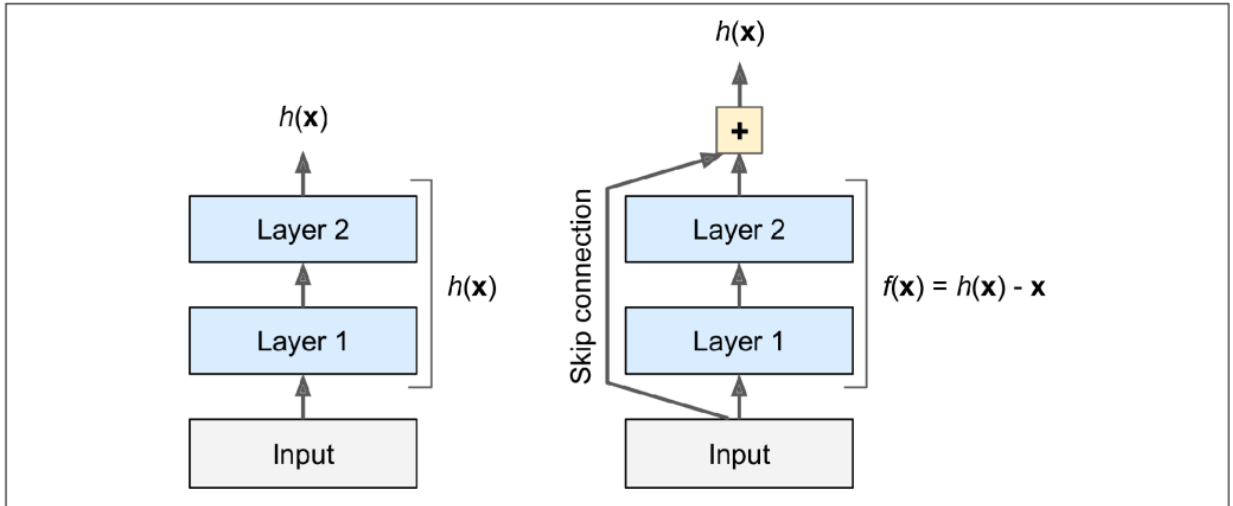 h(x)
Layer 2
Layer 1
h(x)
Input
h(x)
+
Skip connection
Layer 2
Layer 1
f(x) = h(x) - x
Input